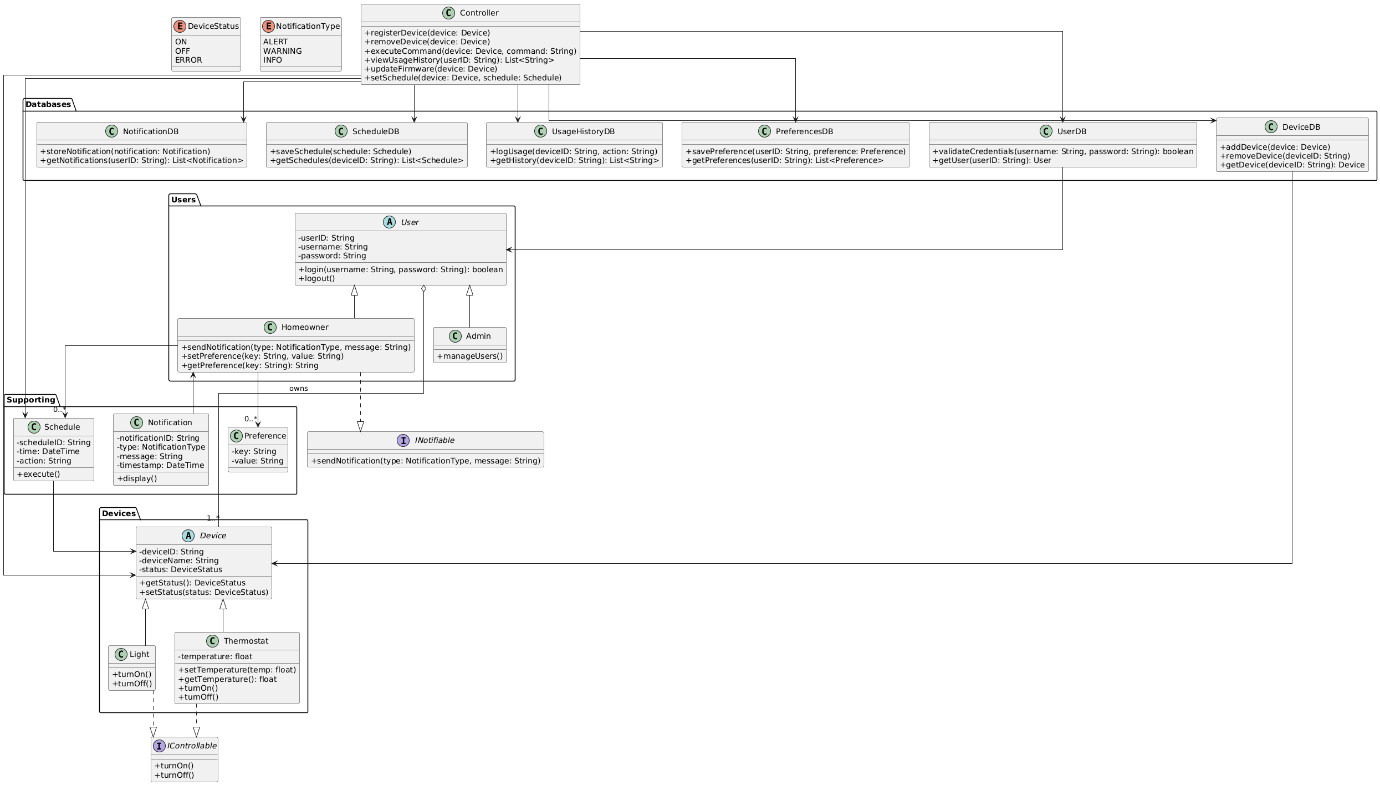 E DeviceStatus
ON
OFF
ERROR
E NotificationType
ALERT
WARNING
INFO
C Controller
+registerDevice(device: Device)
+removeDevice(device: Device)
+executeCommand(device: Device, command: String)
+viewUsageHistory(userID: String): List<String>
+updateFirmware(device: Device)
+setSchedule(device: Device, schedule: Schedule)
Databases
C NotificationDB
+storeNotification(notification: Notification)
+getNotifications(userID: String): List<Notification>
C ScheduleDB
+saveSchedule(schedule: Schedule)
+getSchedules(deviceID: String): List<Schedule>
C UsageHistoryDB
+logUsage(deviceID: String, action: String)
+getHistory(deviceID: String): List<String>
C PreferencesDB
+savePreference(userID: String, preference: Preference)
+getPreferences(userID: String): List<Preference>
C UserDB
+validateCredentials(username: String, password: String): boolean
+getUser(userID: String): User
C DeviceDB
+addDevice(device: Device)
+removeDevice(deviceID: String)
+getDevice(deviceID: String): Device
Users
A User
-userID: String
-username: String
-password: String
+login(username: String, password: String): boolean
+logout()
C Homeowner
+sendNotification(type: NotificationType, message: String)
+setPreference(key: String, value: String)
+getPreference(key: String): String
C Admin
+manageUsers()
owns
Supporting
0..*
C Schedule
-scheduleID: String
-time: DateTime
-action: String
+execute()
C Notification
-notificationID: String
-type: NotificationType
-message: String
-timestamp: DateTime
+display()
0..*
C Preference
-key: String
-value: String
I INotifiable
+sendNotification(type: NotificationType, message: String)
Devices
1..*
A Device
-deviceID: String
-deviceName: String
-status: DeviceStatus
+getStatus(): DeviceStatus
+setStatus(status: DeviceStatus)
C Light
+turnOn()
+turnOff()
C Thermostat
-temperature: float
+setTemperature(temp: float)
+getTemperature(): float
+turnOn()
+turnOff()
I IControllable
+turnOn()
+turnOff()